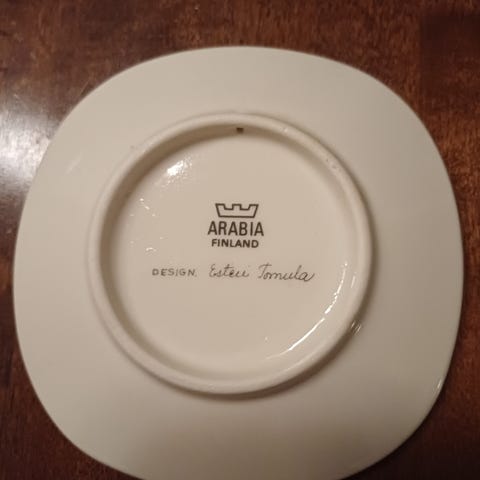 ARABIA
FINLAND
DESIGN. Esteri Tomula